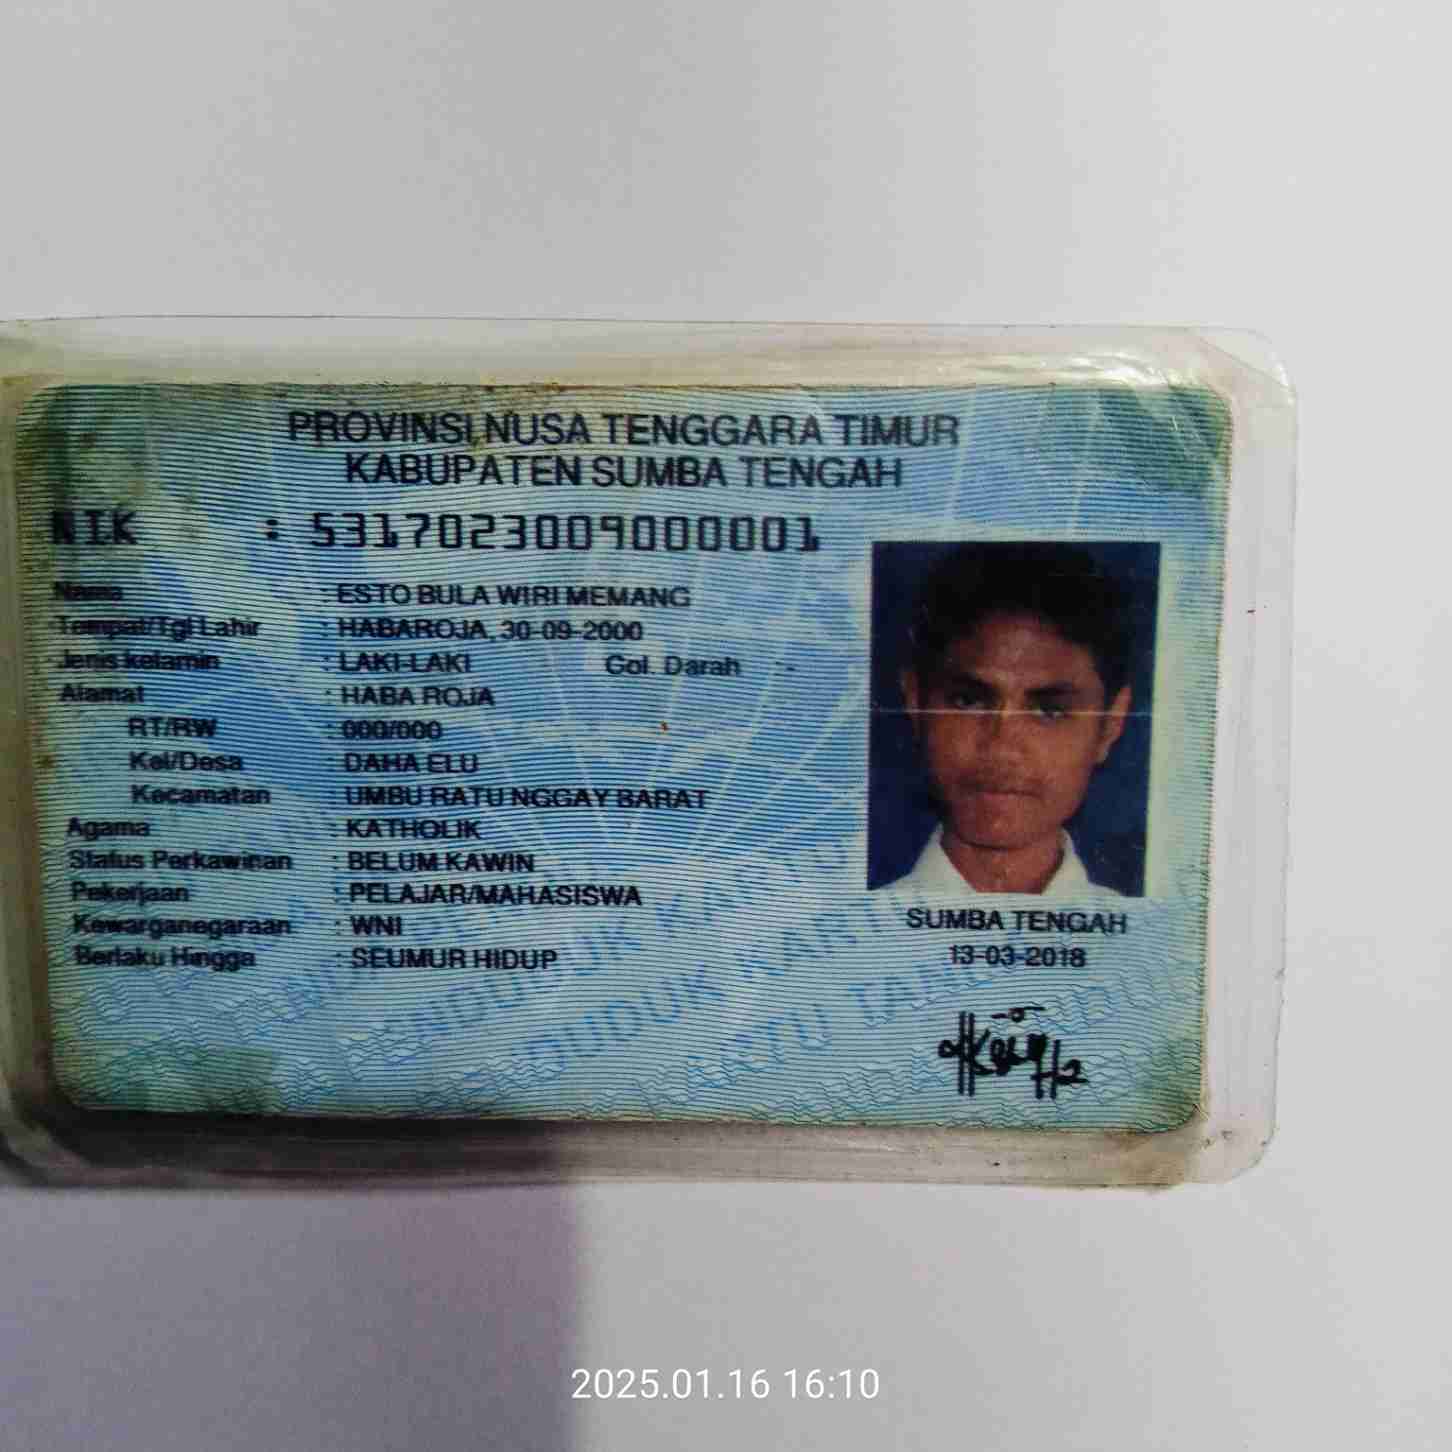 PROVINSI NUSA TENGGARA TIMUR
KABUPATEN SUMBA TENGAH
NIK : 5317023009000001
Nama : ESTO BULA WIRI MEMANG
Tempat/Tgl Lahir : HABAROJA, 30-09-2000
Jenis kelamin : LAKI-LAKI Gol. Darah : -
Alamat : HABA ROJA
RT/RW : 000/000
Kel/Desa : DAHA ELU
Kecamatan : UMBU RATU NGGAY BARAT
Agama : KATHOLIK
Status Perkawinan : BELUM KAWIN
Pekerjaan : PELAJAR/MAHASISWA
Kewarganegaraan : WNI
Berlaku Hingga : SEUMUR HIDUP
SUMBA TENGAH
13-03-2018
2025.01.16 16:10